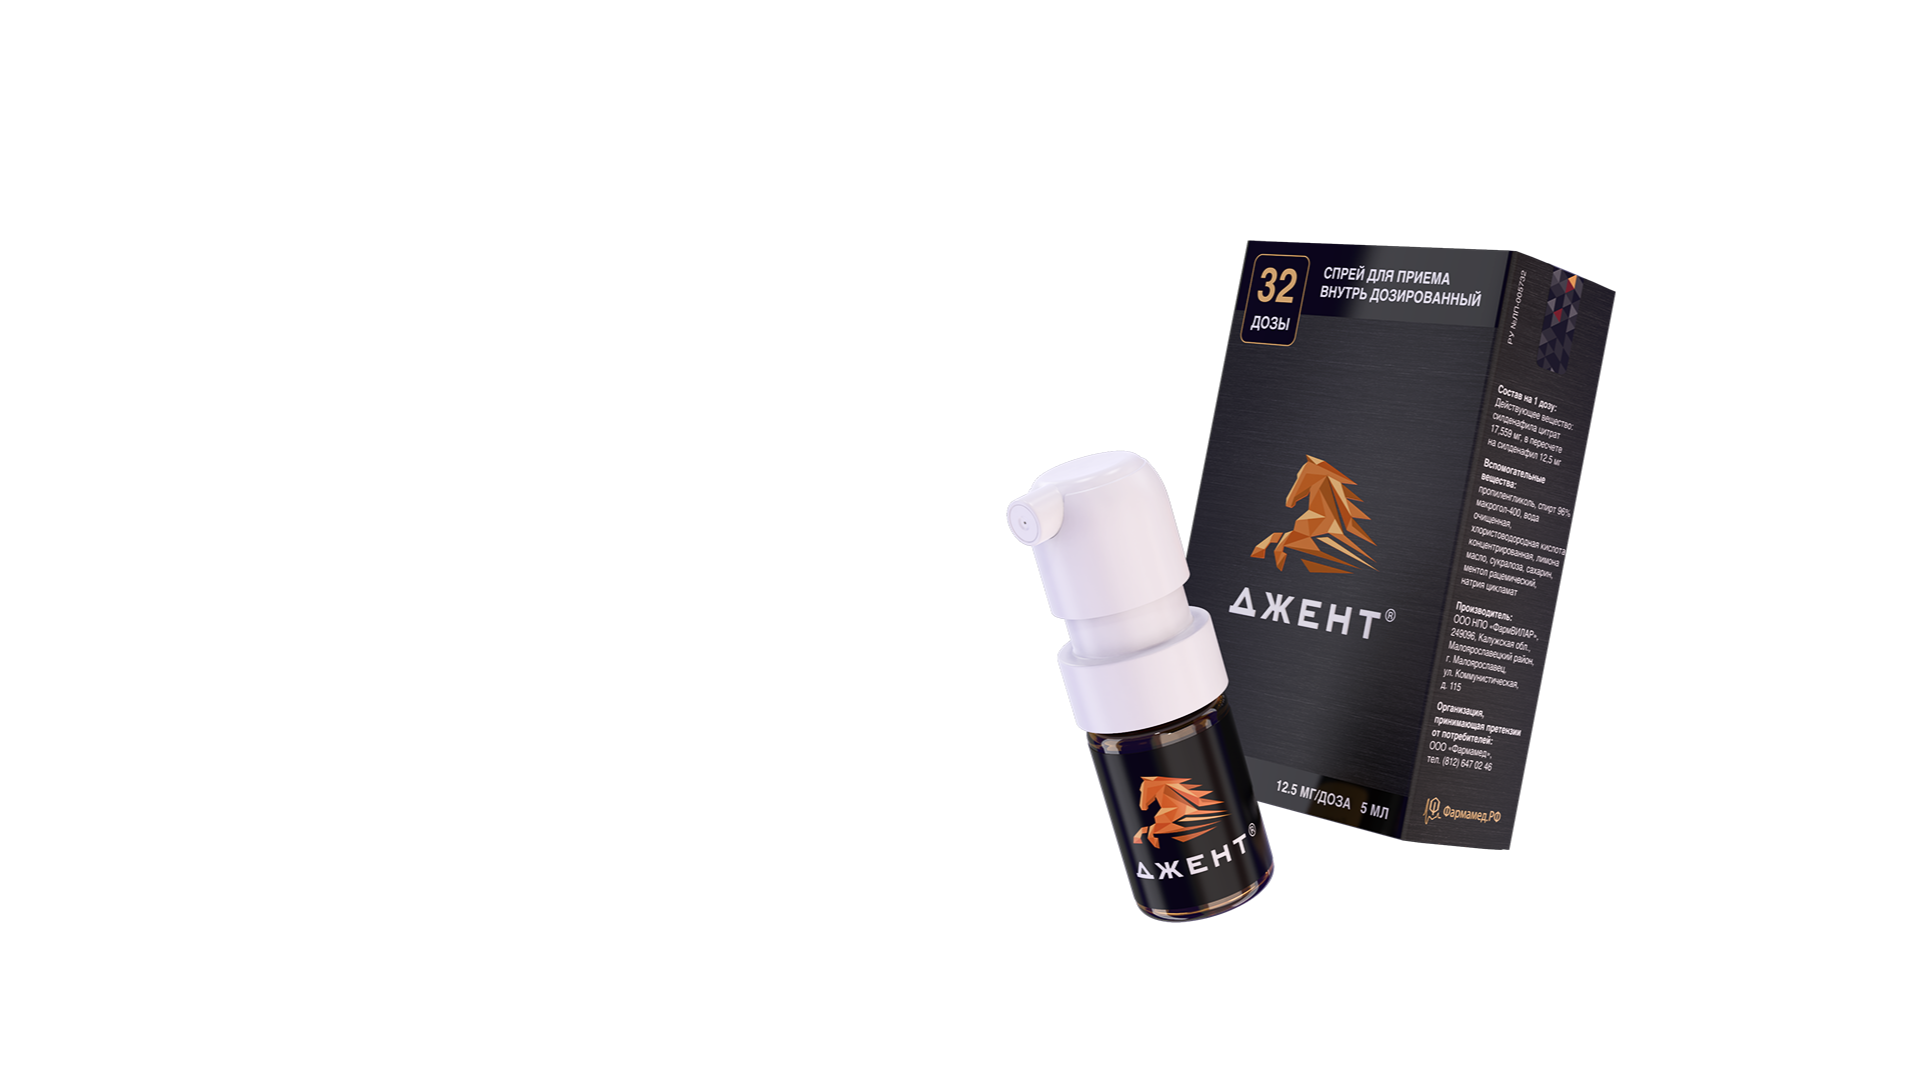 32
ДОЗЫ
СПРЕЙ ДЛЯ ПРИЕМА
ВНУТРЬ ДОЗИРОВАННЫЙ
ДЖЕНТ®
12.5 МГ/ДОЗА 5 МЛ
РУ №ЛП-005732
Состав на 1 дозу:
Действующее вещество:
силденафила цитрат
17,559 мг, в пересчете
на силденафил 12.5 мг
Вспомогательные
вещества:
пропиленгликоль, спирт 96%
макрогол-400, вода
очищенная,
хлористоводородная кислота
концентрированная, лимона
масло, сукралоза, сахарин,
ментол рацемический,
натрия цикламат
Производитель:
ООО НПО «ФармВИЛАР»,
249096, Калужская обл.,
Малоярославецкий район,
г. Малоярославец,
ул. Коммунистическая,
д. 115
Организация,
принимающая претензии
от потребителей:
ООО «Фармамед»,
тел. (812) 647 02 46
Фармамед.РФ
ДЖЕНТ®